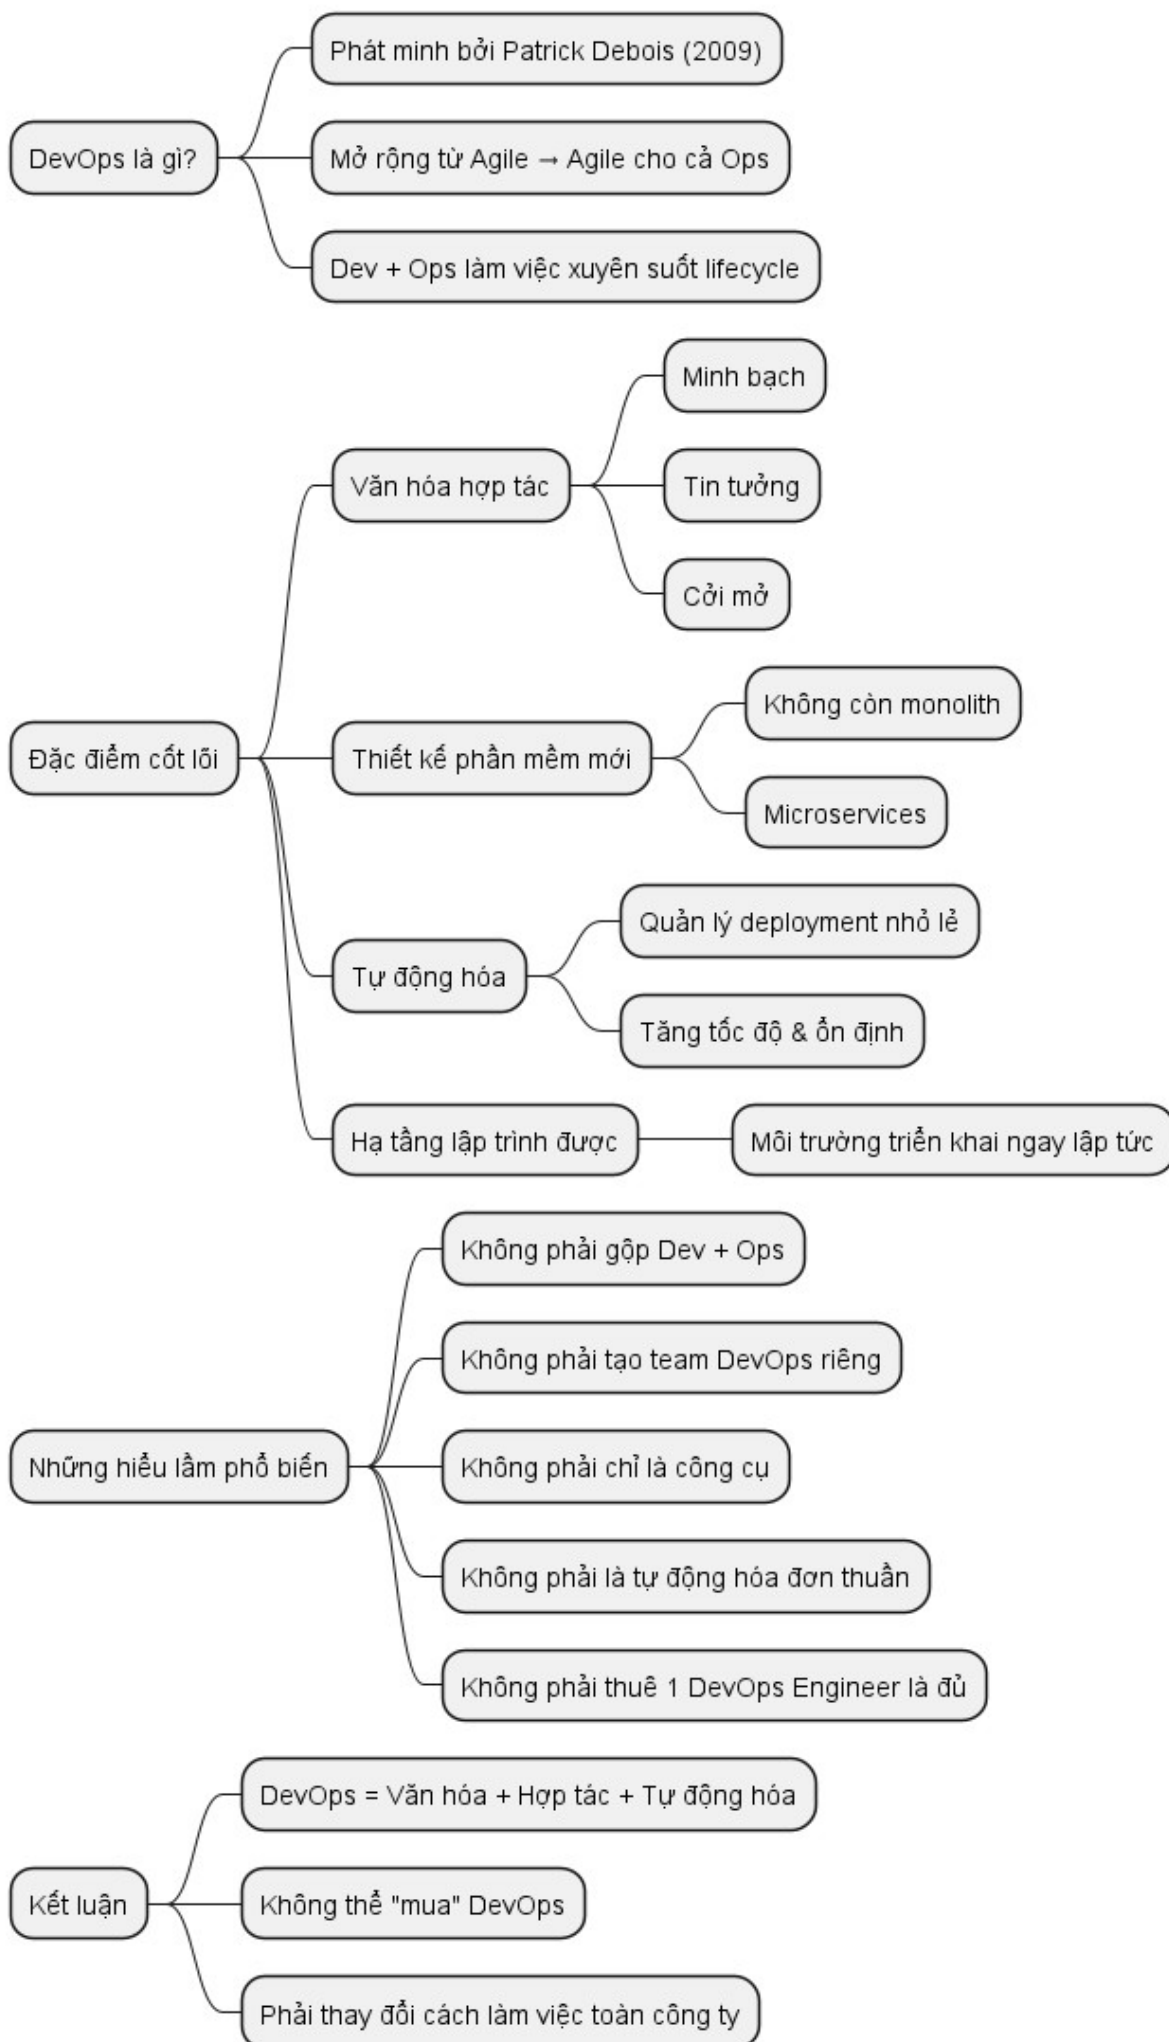 DevOps là gì?
Phát minh bởi Patrick Debois (2009)
Mở rộng từ Agile → Agile cho cả Ops
Dev + Ops làm việc xuyên suốt lifecycle
Đặc điểm cốt lõi
Văn hóa hợp tác
Minh bạch
Tin tưởng
Cởi mở
Thiết kế phần mềm mới
Không còn monolith
Microservices
Tự động hóa
Quản lý deployment nhỏ lẻ
Tăng tốc độ & ổn định
Hạ tầng lập trình được
Môi trường triển khai ngay lập tức
Những hiểu lầm phổ biến
Không phải gộp Dev + Ops
Không phải tạo team DevOps riêng
Không phải chỉ là công cụ
Không phải là tự động hóa đơn thuần
Không phải thuê 1 DevOps Engineer là đủ
Kết luận
DevOps = Văn hóa + Hợp tác + Tự động hóa
Không thể "mua" DevOps
Phải thay đổi cách làm việc toàn công ty